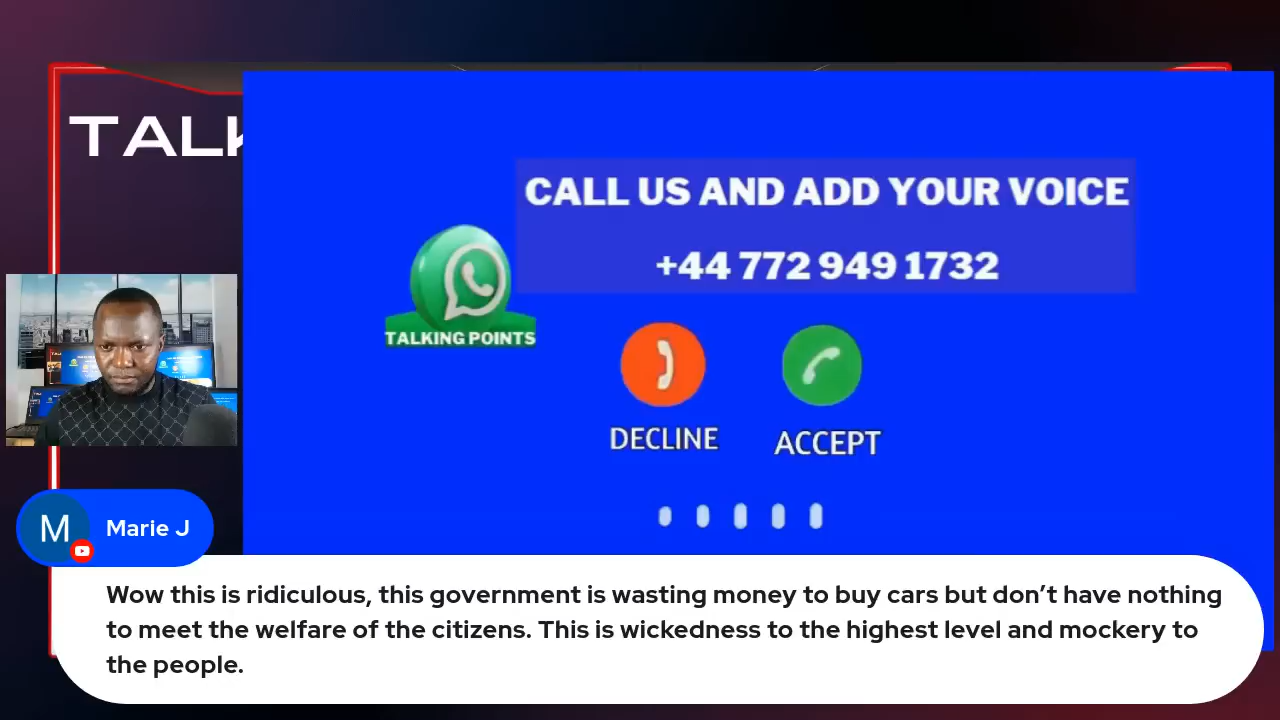 TALK
CALL US AND ADD YOUR VOICE
+44 772 949 1732
TALKING POINTS
DECLINE
ACCEPT
M
Marie J
Wow this is ridiculous, this government is wasting money to buy cars but don’t have nothing
to meet the welfare of the citizens. This is wickedness to the highest level and mockery to
the people.